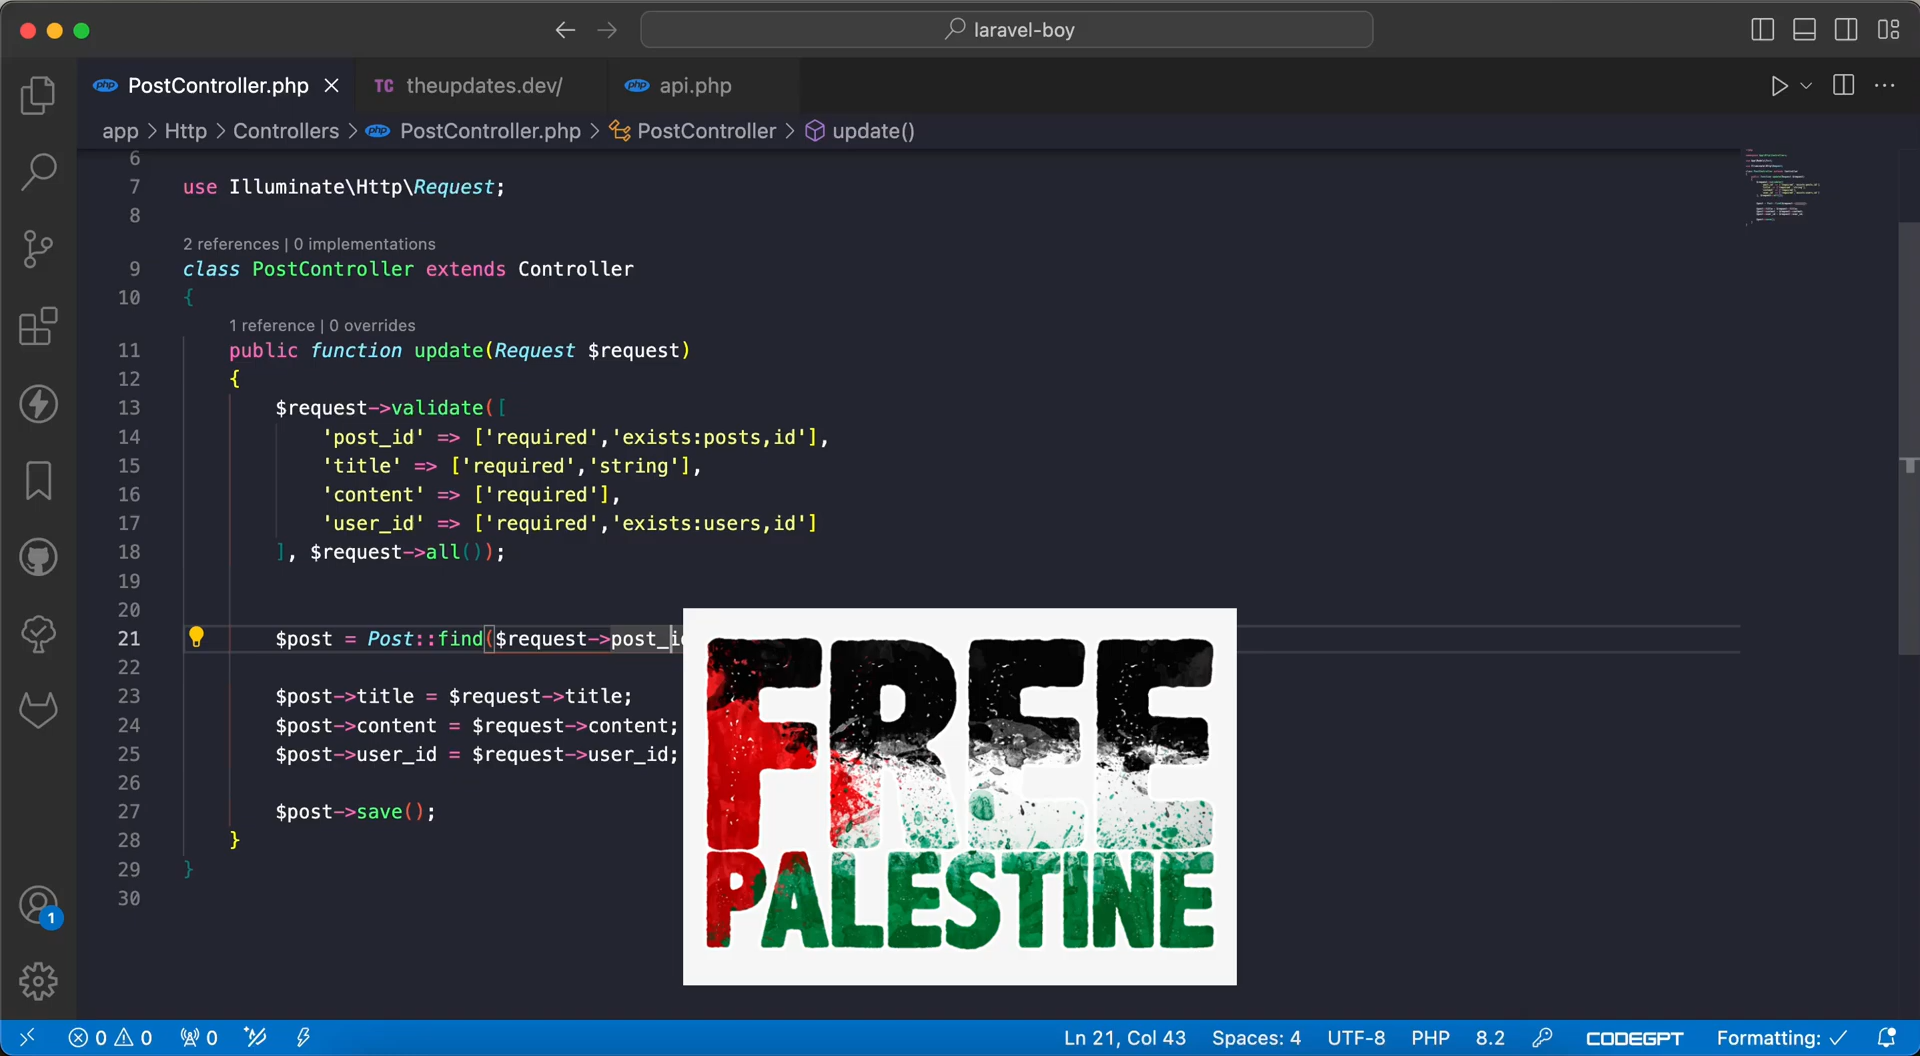 laravel-boy
php PostController.php
TC theupdates.dev/
php api.php
app > Http > Controllers > php PostController.php > PostController > update()
6
7 use Illuminate\Http\Request;
8
2 references | 0 implementations
9 class PostController extends Controller
10 {
1 reference | 0 overrides
11 public function update(Request $request)
12 {
13 $request->validate([
14 'post_id' => ['required','exists:posts,id'],
15 'title' => ['required','string'],
16 'content' => ['required'],
17 'user_id' => ['required','exists:users,id']
18 ], $request->all());
19
20
21 $post = Post::find($request->post_i
22
23 $post->title = $request->title;
24 $post->content = $request->content;
25 $post->user_id = $request->user_id;
26
27 $post->save();
28 }
29 }
30
FREE
PALESTINE
1
0 0 0 Ln 21, Col 43 Spaces: 4 UTF-8 PHP 8.2 CODEGPT Formatting: ✓